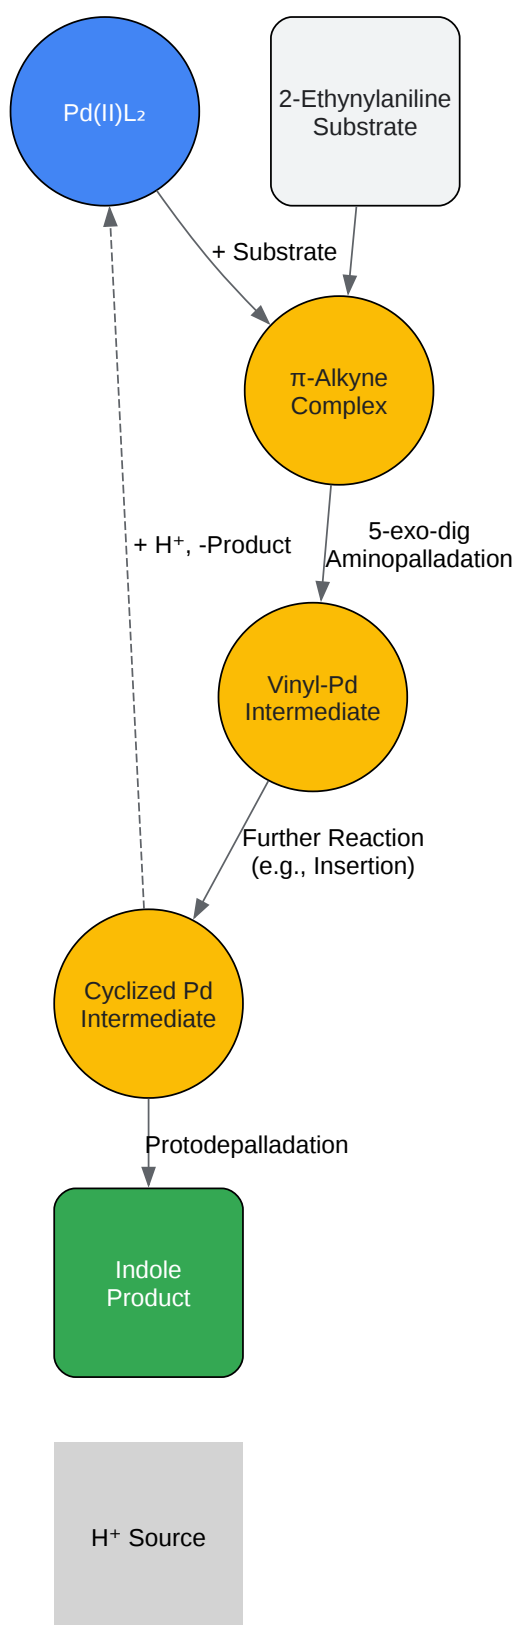 Pd(II)L₂
2-Ethynylaniline
Substrate
+ Substrate
π-Alkyne
Complex
5-exo-dig
Aminopalladation
+ H⁺, -Product
Vinyl-Pd
Intermediate
Further Reaction
(e.g., Insertion)
Cyclized Pd
Intermediate
Protodepalladation
Indole
Product
H⁺ Source